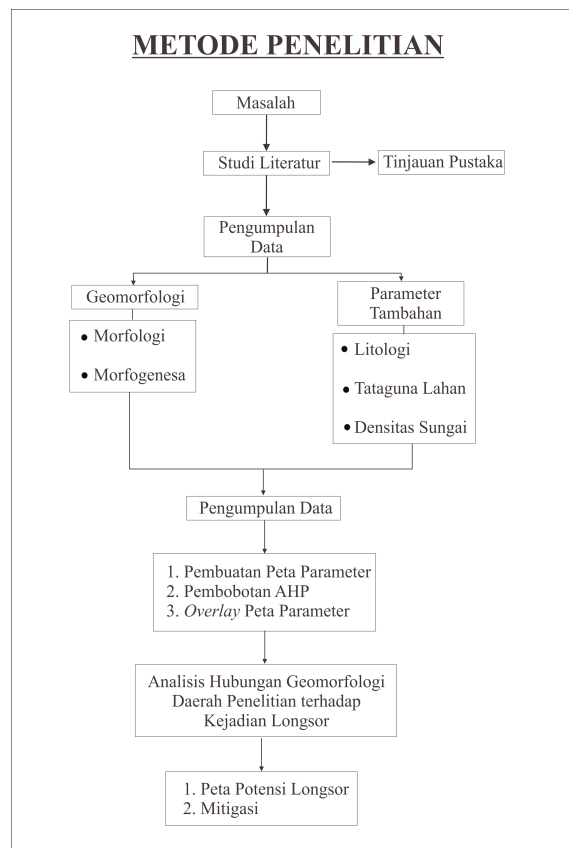 METODE PENELITIAN
Masalah
Studi Literatur
Tinjauan Pustaka
Pengumpulan
Data
Geomorfologi
• Morfologi
• Morfogenesa
Parameter
Tambahan
• Litologi
• Tataguna Lahan
• Densitas Sungai
Pengumpulan Data
1. Pembuatan Peta Parameter
2. Pembobotan AHP
3. Overlay Peta Parameter
Analisis Hubungan Geomorfologi
Daerah Penelitian terhadap
Kejadian Longsor
1. Peta Potensi Longsor
2. Mitigasi